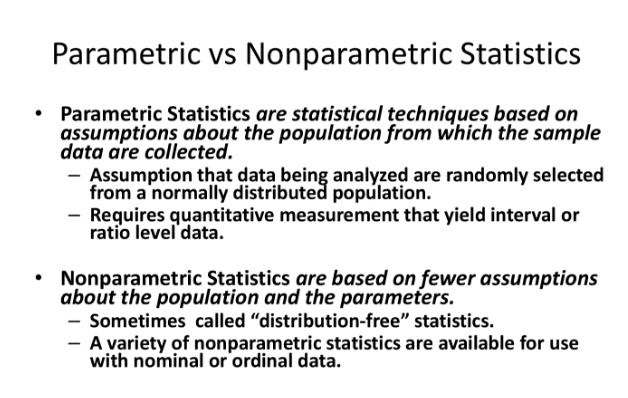 Parametric vs Nonparametric Statistics
• Parametric Statistics are statistical techniques based on
assumptions about the population from which the sample
data are collected.
– Assumption that data being analyzed are randomly selected
from a normally distributed population.
– Requires quantitative measurement that yield interval or
ratio level data.
• Nonparametric Statistics are based on fewer assumptions
about the population and the parameters.
– Sometimes called “distribution-free” statistics.
– A variety of nonparametric statistics are available for use
with nominal or ordinal data.